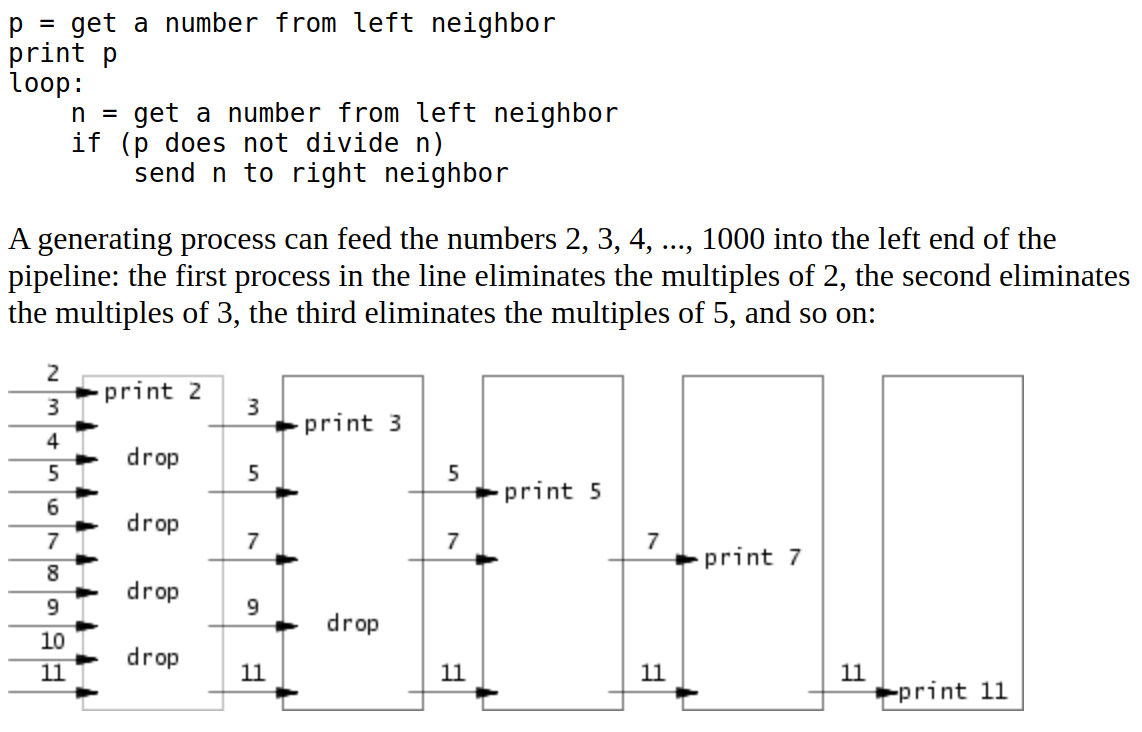 p = get a number from left neighbor
print p
loop:
    n = get a number from left neighbor
    if (p does not divide n)
        send n to right neighbor
A generating process can feed the numbers 2, 3, 4, ..., 1000 into the left end of the
pipeline: the first process in the line eliminates the multiples of 2, the second eliminates
the multiples of 3, the third eliminates the multiples of 5, and so on:
2
print 2
3 3
print 3
4
drop
5 5 5
print 5
6
drop
7 7 7 7
print 7
8
drop
9 9
drop
10
drop
11 11 11 11 11
print 11